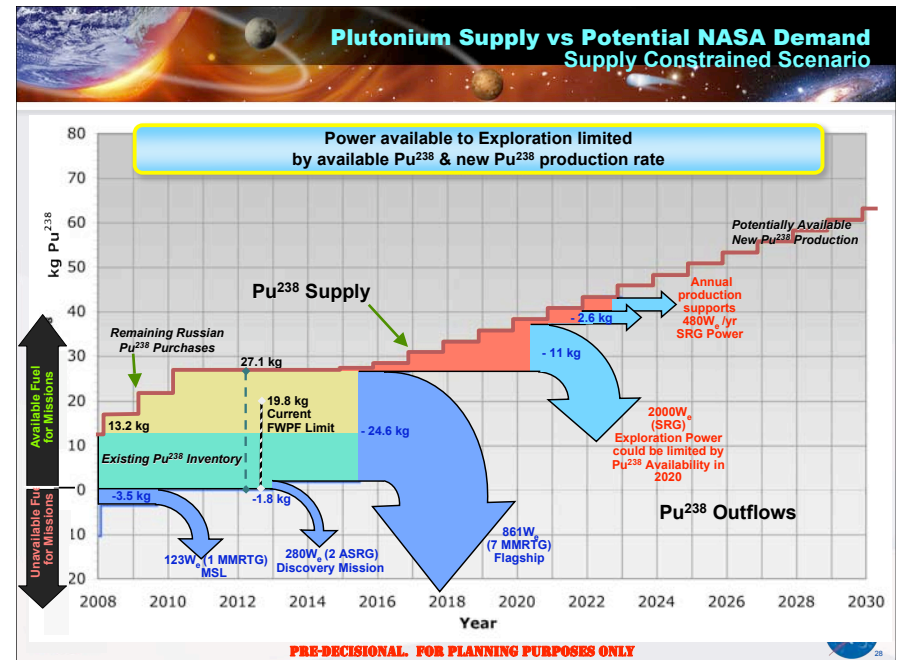 Plutonium Supply vs Potential NASA Demand
Supply Constrained Scenario
Power available to Exploration limited
by available Pu²³⁸ & new Pu²³⁸ production rate
80
70
60
50
40
30
20
10
0
10
20
kg Pu²³⁸
Available Fuel
for Missions
Unavailable Fuel
for Missions
Potentially Available
New Pu²³⁸ Production
Pu²³⁸ Supply
Annual
production
supports
480Wₑ/yr
SRG Power
- 2.6 kg
Remaining Russian
Pu²³⁸ Purchases
27.1 kg
- 11 kg
19.8 kg
Current
FWPF Limit
13.2 kg
- 24.6 kg
2000Wₑ
(SRG)
Exploration Power
could be limited by
Pu²³⁸ Availability in
2020
Existing Pu²³⁸ Inventory
-3.5 kg
-1.8 kg
Pu²³⁸ Outflows
861Wₑ
(7 MMRTG)
Flagship
123Wₑ (1 MMRTG)
MSL
280Wₑ (2 ASRG)
Discovery Mission
2008 2010 2012 2014 2016 2018 2020 2022 2024 2026 2028 2030
Year
PRE-DECISIONAL. FOR PLANNING PURPOSES ONLY
28